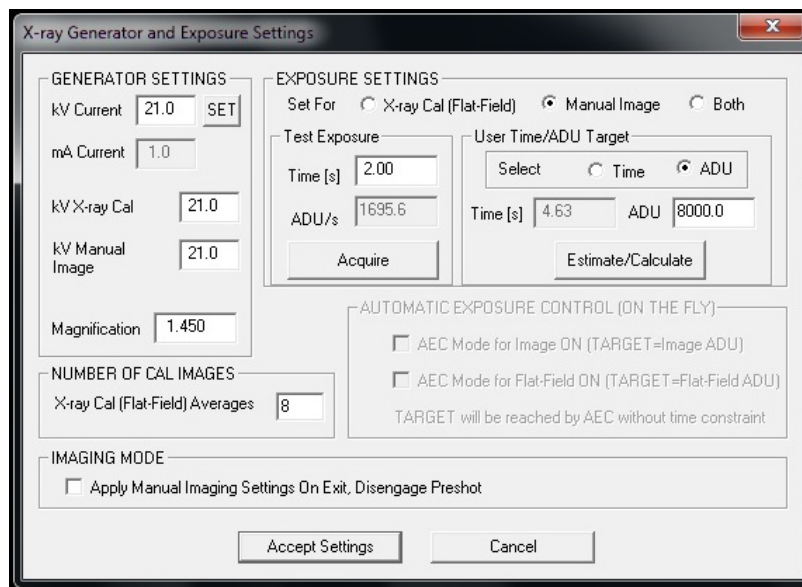 X-ray Generator and Exposure Settings
GENERATOR SETTINGS
kV Current 21.0 SET
mA Current 1.0
kV X-ray Cal 21.0
kV Manual Image 21.0
Magnification 1.450
EXPOSURE SETTINGS
Set For X-ray Cal (Flat-Field) Manual Image Both
Test Exposure
Time [s] 2.00
ADU/s 1695.6
Acquire
User Time/ADU Target
Select Time ADU
Time [s] 4.63 ADU 8000.0
Estimate/Calculate
AUTOMATIC EXPOSURE CONTROL (ON THE FLY)
AEC Mode for Image ON (TARGET=Image ADU)
AEC Mode for Flat-Field ON (TARGET=Flat-Field ADU)
TARGET will be reached by AEC without time constraint
NUMBER OF CAL IMAGES
X-ray Cal (Flat-Field) Averages 8
IMAGING MODE
Apply Manual Imaging Settings On Exit, Disengage Preshot
Accept Settings Cancel